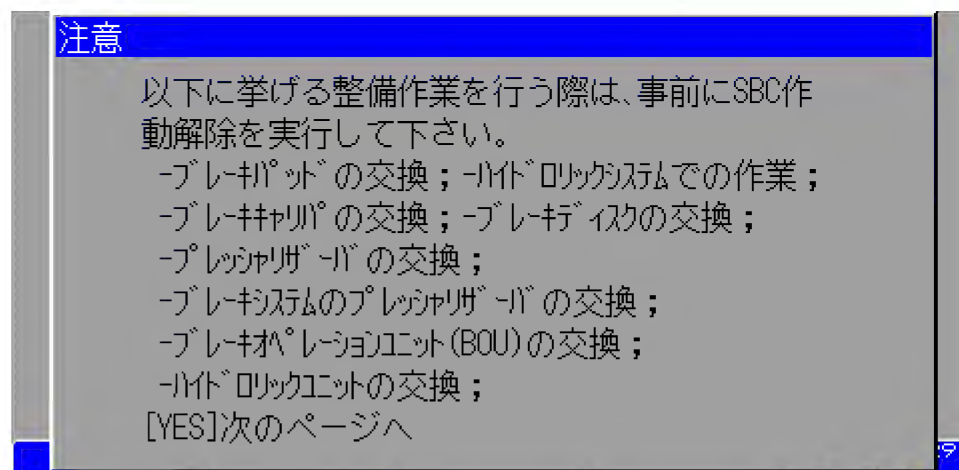 注意
以下に挙げる整備作業を行う際は、事前にSBC作
動解除を実行して下さい。
-ﾌﾞﾚｰｷﾊﾟｯﾄﾞの交換；-ﾊｲﾄﾞﾛﾘｯｸｼｽﾃﾑでの作業；
-ﾌﾞﾚｰｷｷｬﾘﾊﾟの交換；-ﾌﾞﾚｰｷﾃﾞｨｽｸの交換；
-ﾌﾟﾚｯｼｬﾘｻﾞｰﾊﾞの交換；
-ﾌﾞﾚｰｷｼｽﾃﾑのﾌﾟﾚｯｼｬﾘｻﾞｰﾊﾞの交換；
-ﾌﾞﾚｰｷｵﾍﾟﾚｰｼｮﾝﾕﾆｯﾄ(BOU)の交換；
-ﾊｲﾄﾞﾛﾘｯｸﾕﾆｯﾄの交換；
[YES]次のページへ